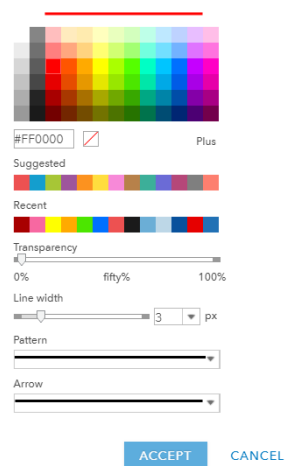 #FF0000
Plus
Suggested
Recent
Transparency
0% fifty% 100%
Line width
3 px
Pattern
Arrow
ACCEPT CANCEL